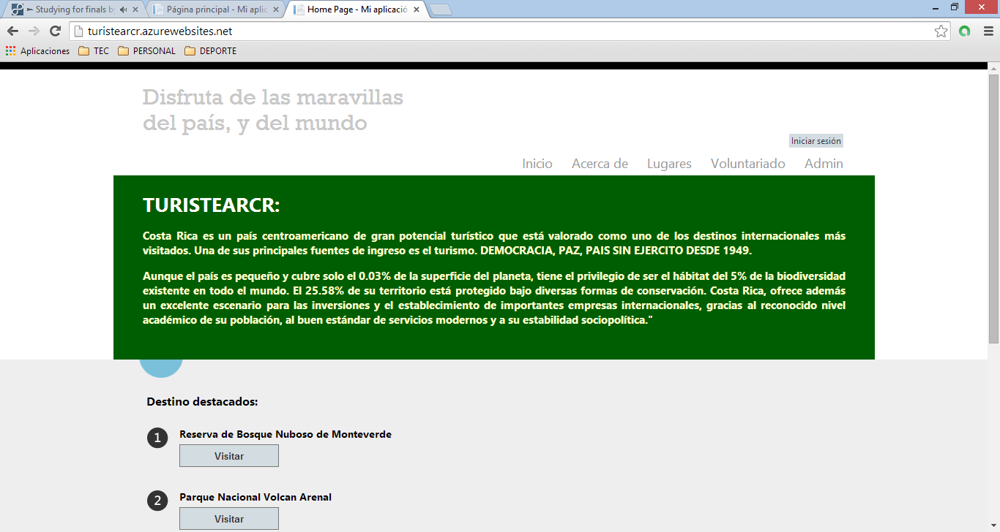 Studying for finals by
Página principal - Mi aplic
Home Page - Mi aplicació
turistearcr.azurewebsites.net
Aplicaciones TEC PERSONAL DEPORTE
Disfruta de las maravillas
del país, y del mundo
Iniciar sesión
Inicio Acerca de Lugares Voluntariado Admin
TURISTEARCR:
Costa Rica es un país centroamericano de gran potencial turístico que está valorado como uno de los destinos internacionales más
visitados. Una de sus principales fuentes de ingreso es el turismo. DEMOCRACIA, PAZ, PAIS SIN EJERCITO DESDE 1949.
Aunque el país es pequeño y cubre solo el 0.03% de la superficie del planeta, tiene el privilegio de ser el hábitat del 5% de la biodiversidad
existente en todo el mundo. El 25.58% de su territorio está protegido bajo diversas formas de conservación. Costa Rica, ofrece además
un excelente escenario para las inversiones y el establecimiento de importantes empresas internacionales, gracias al reconocido nivel
académico de su población, al buen estándar de servicios modernos y a su estabilidad sociopolítica."
Destino destacados:
1 Reserva de Bosque Nuboso de Monteverde
Visitar
2 Parque Nacional Volcan Arenal
Visitar